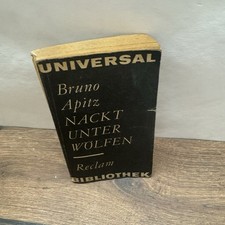 UNIVERSAL
Bruno
Apitz
NACKT
UNTER
WÖLFEN
Reclam
BIBLIOTHEK